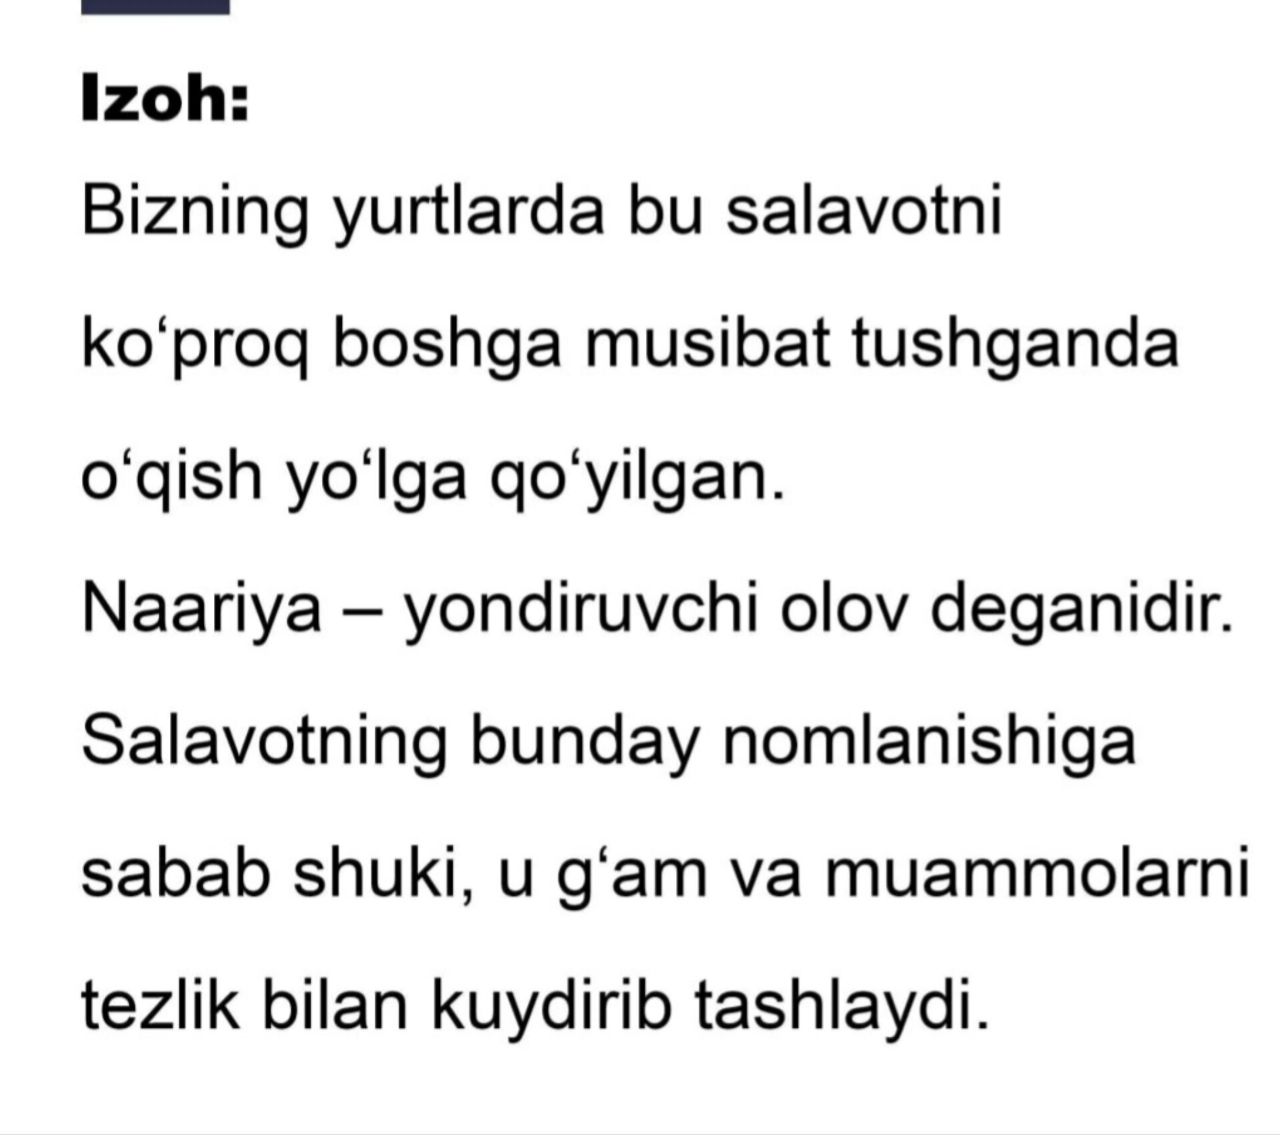 Izoh:
Bizning yurtlarda bu salavotni
ko‘proq boshga musibat tushganda
o‘qish yo‘lga qo‘yilgan.
Naariya – yondiruvchi olov deganidir.
Salavotning bunday nomlanishiga
sabab shuki, u g‘am va muammolarni
tezlik bilan kuydirib tashlaydi.